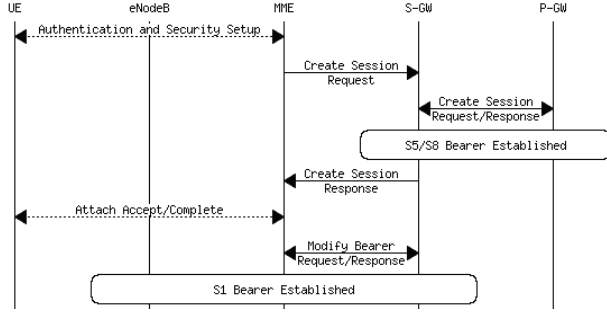 UE eNodeB MME S-GW P-GW
Authentication and Security Setup
Create Session
Request
Create Session
Request/Response
S5/S8 Bearer Established
Create Session
Response
Attach Accept/Complete
Modify Bearer
Request/Response
S1 Bearer Established